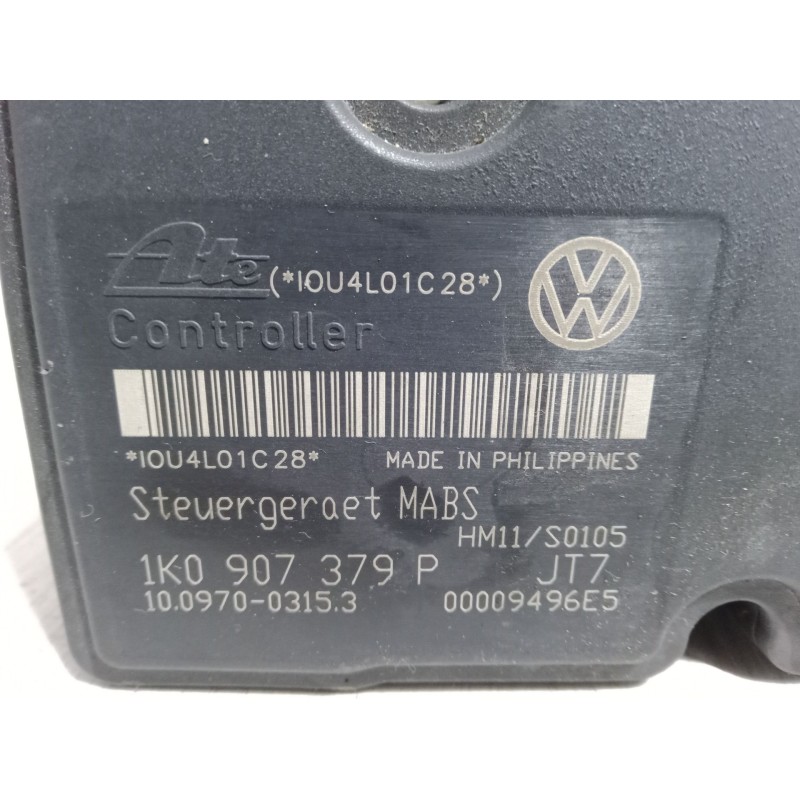 Ate (*IOU4L01C28*)
Controller
*IOU4L01C28* MADE IN PHILIPPINES
Steuergeraet MABS
HM11/S0105
1K0 907 379 P JT7
10.0970-0315.3 00009496E5